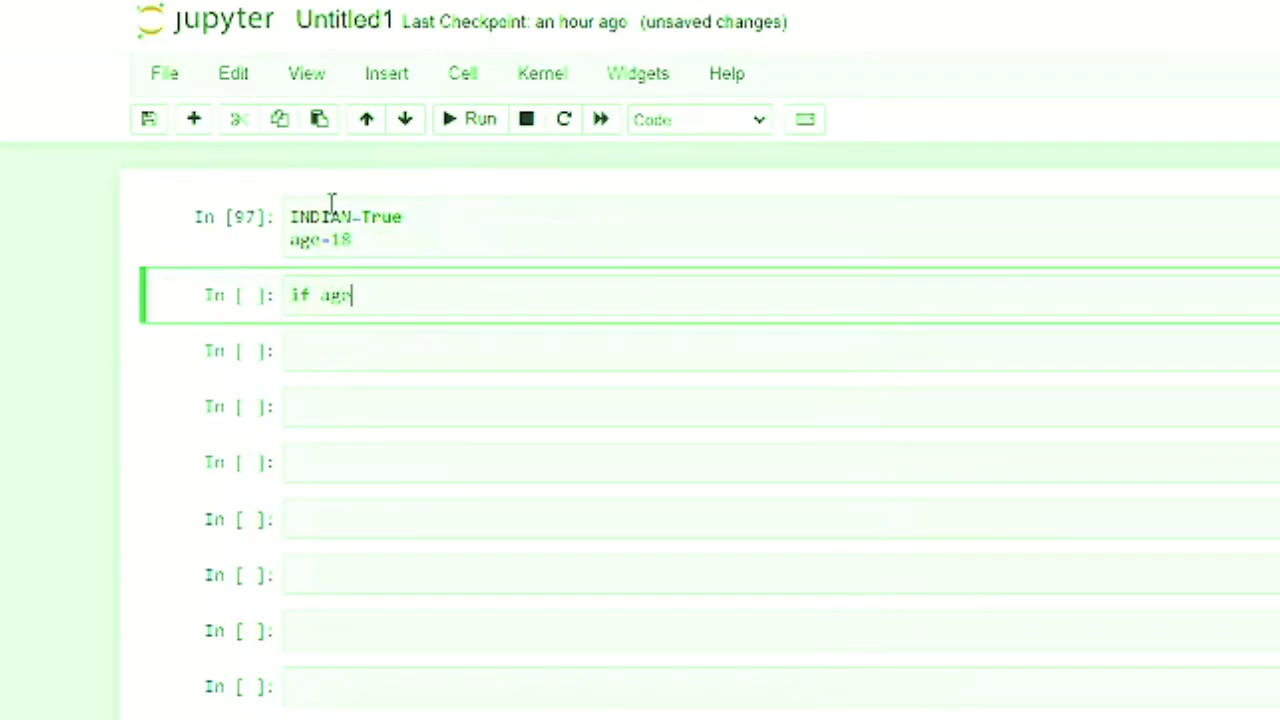 jupyter Untitled1 Last Checkpoint: an hour ago (unsaved changes)
File Edit View Insert Cell Kernel Widgets Help
Run Code
In [97]: INDIAN=True
age=18
In [ ]: if age
In [ ]:
In [ ]:
In [ ]:
In [ ]:
In [ ]:
In [ ]:
In [ ]: